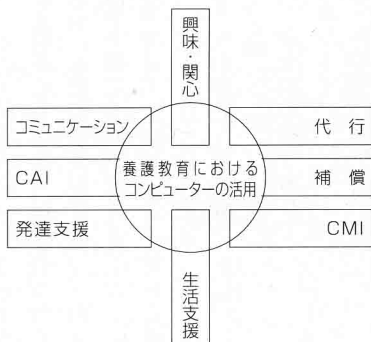 興味・関心
コミュニケーション
代行
養護教育における
コンピューターの活用
CAI
補償
発達支援
CMI
生活支援